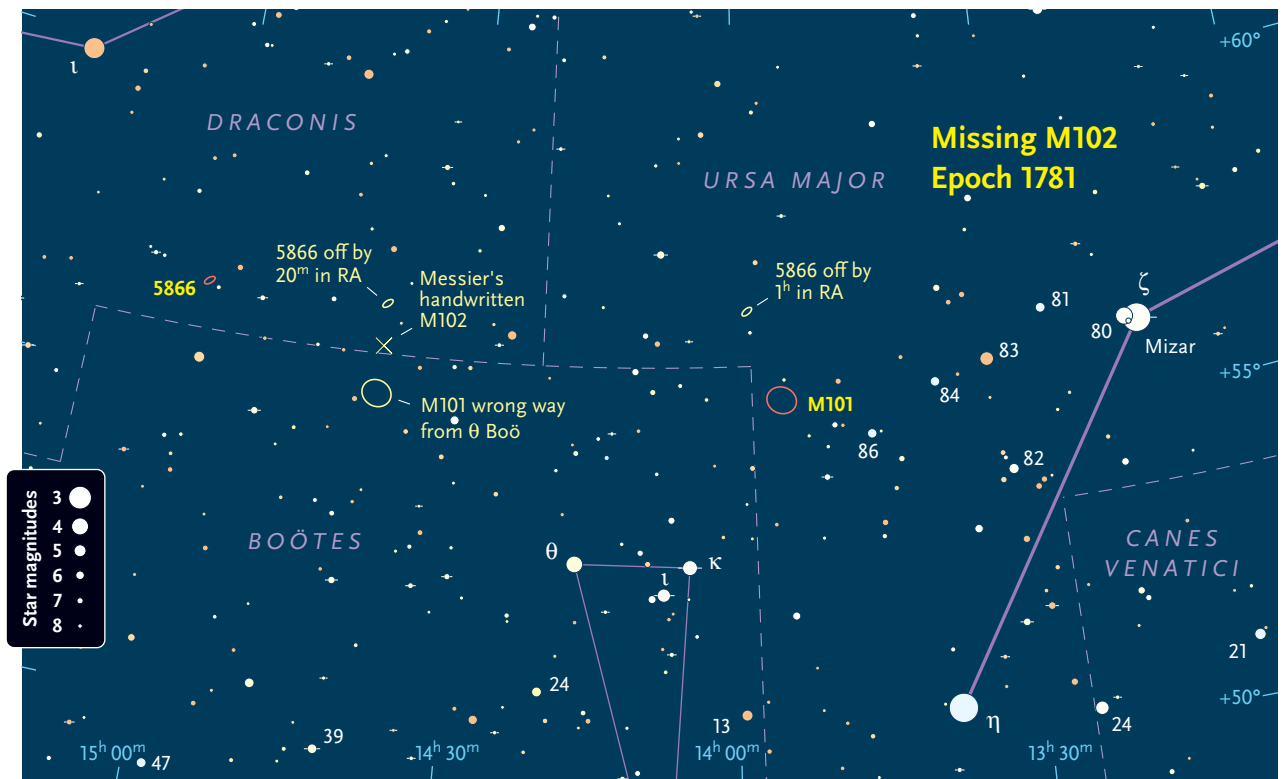 +60°
ι
DRACONIS
Missing M102
Epoch 1781
URSA MAJOR
5866 off by
20ᵐ in RA
Messier's
handwritten
M102
5866 off by
1ʰ in RA
5866
ζ
81
80
Mizar
83
+55°
84
M101
M101 wrong way
from θ Boö
86
82
Star magnitudes
3
4
5
6
7
8
BOÖTES
θ
κ
ι
CANES
VENATICI
21
24
+50°
13
η
24
39
47
15ʰ 00ᵐ
14ʰ 30ᵐ
14ʰ 00ᵐ
13ʰ 30ᵐ